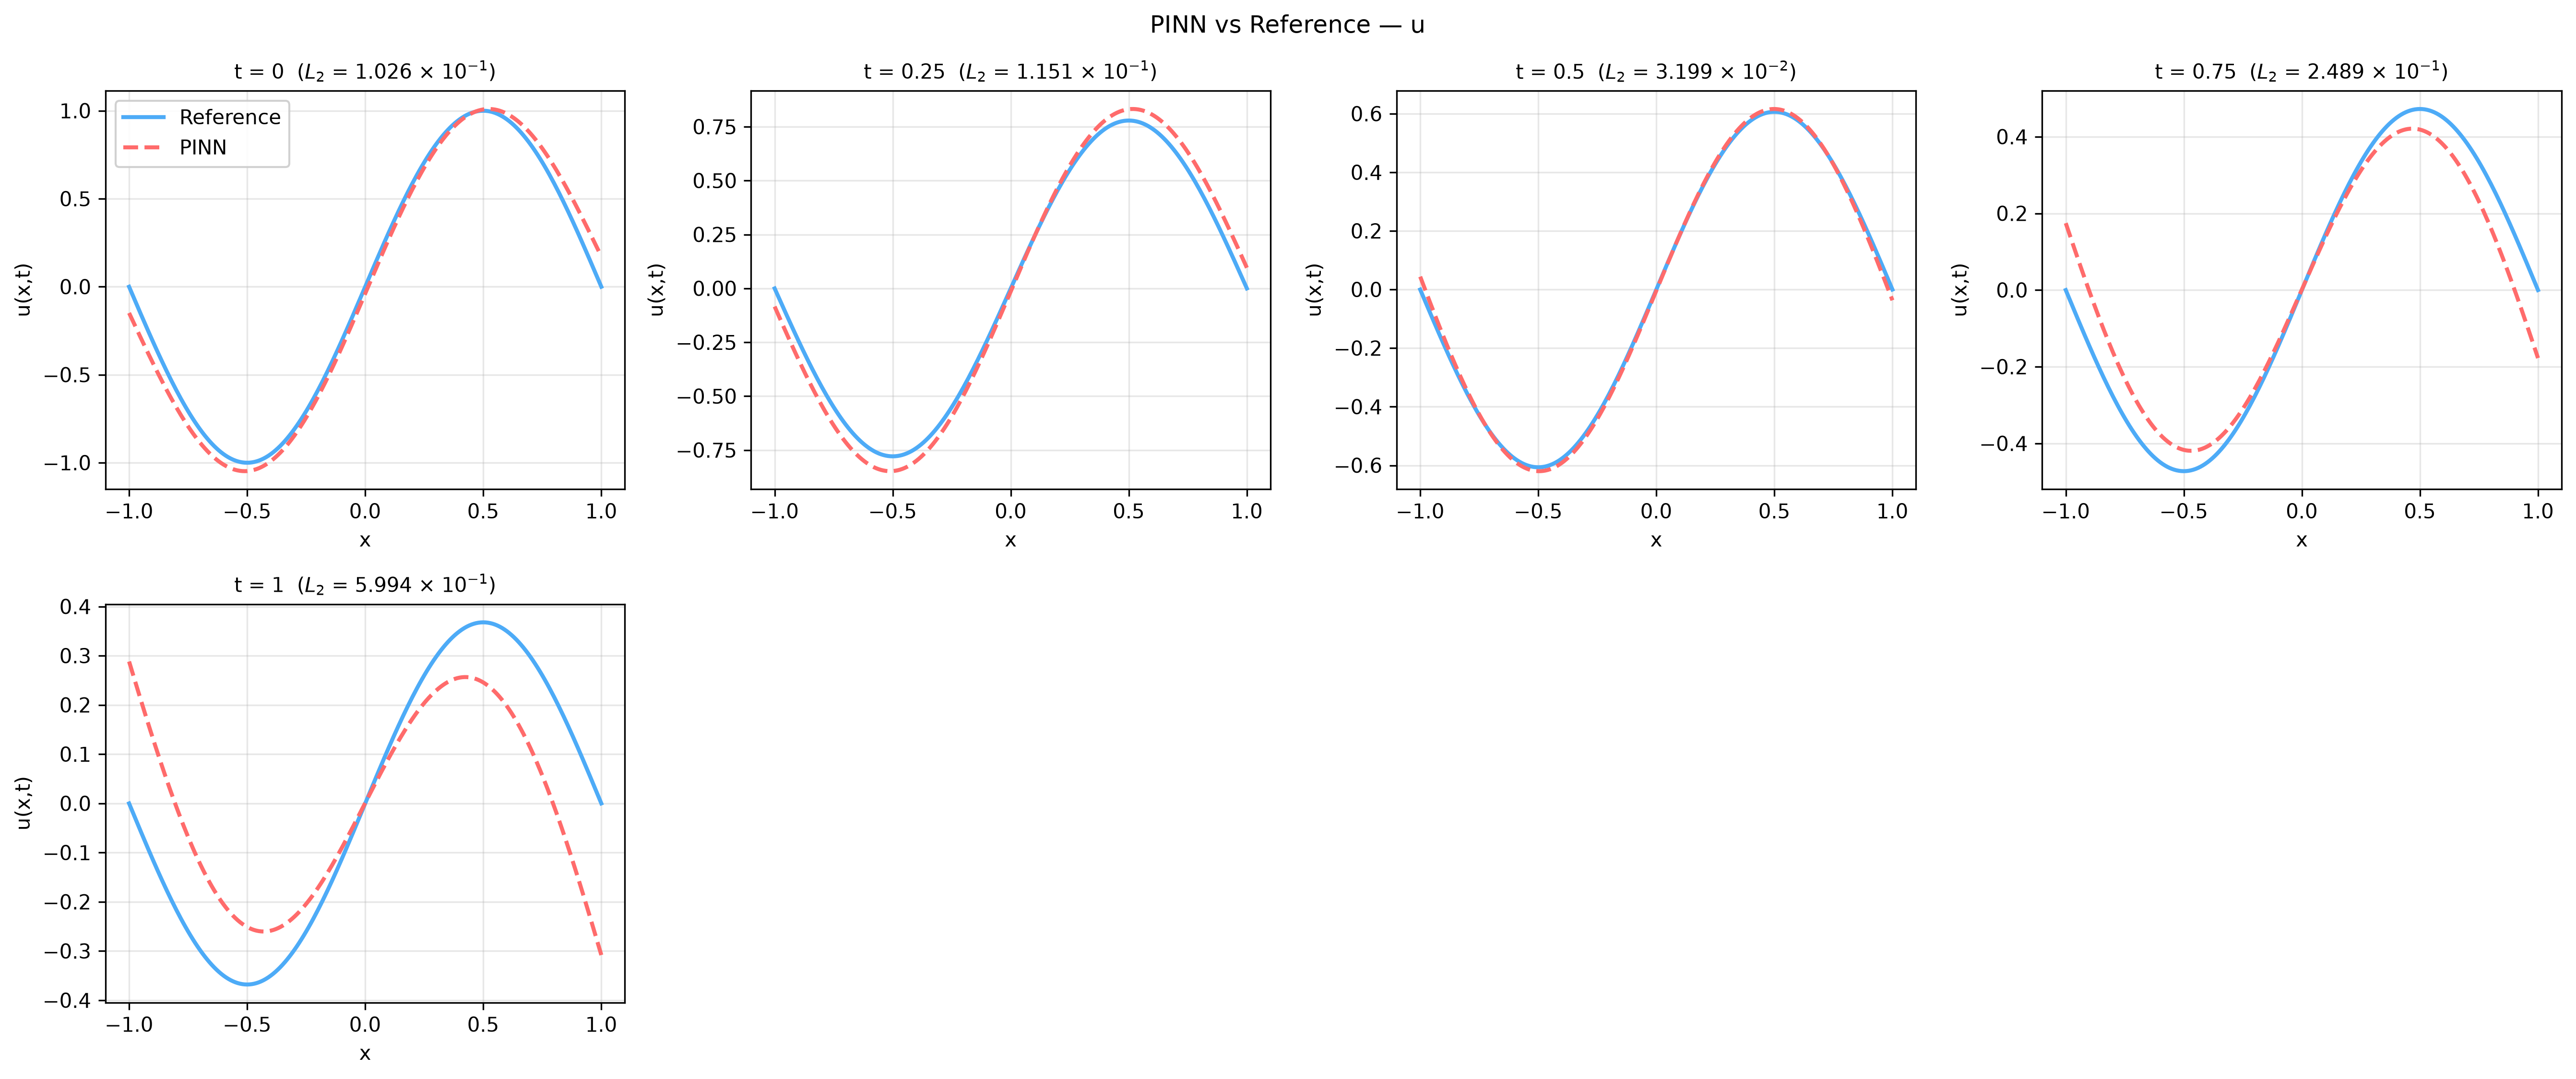 PINN vs Reference — u
t = 0 (L₂ = 1.026 × 10⁻¹)
1.0
0.5
0.0
−0.5
−1.0
u(x,t)
Reference
PINN
−1.0 −0.5 0.0 0.5 1.0
x
t = 0.25 (L₂ = 1.151 × 10⁻¹)
0.75
0.50
0.25
0.00
−0.25
−0.50
−0.75
u(x,t)
−1.0 −0.5 0.0 0.5 1.0
x
t = 0.5 (L₂ = 3.199 × 10⁻²)
0.6
0.4
0.2
0.0
−0.2
−0.4
−0.6
u(x,t)
−1.0 −0.5 0.0 0.5 1.0
x
t = 0.75 (L₂ = 2.489 × 10⁻¹)
0.4
0.2
0.0
−0.2
−0.4
u(x,t)
−1.0 −0.5 0.0 0.5 1.0
x
t = 1 (L₂ = 5.994 × 10⁻¹)
0.4
0.3
0.2
0.1
0.0
−0.1
−0.2
−0.3
−0.4
u(x,t)
−1.0 −0.5 0.0 0.5 1.0
x